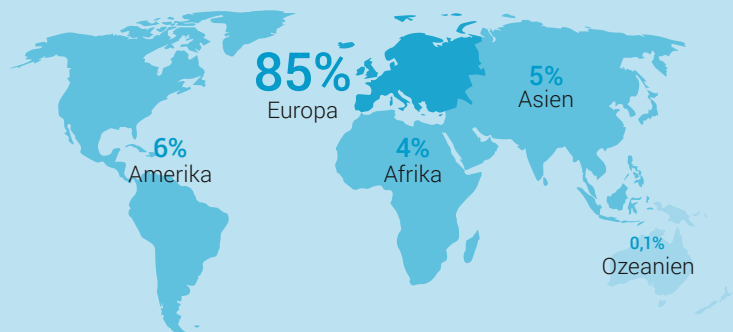 85%
Europa
5%
Asien
6%
Amerika
4%
Afrika
0,1%
Ozeanien